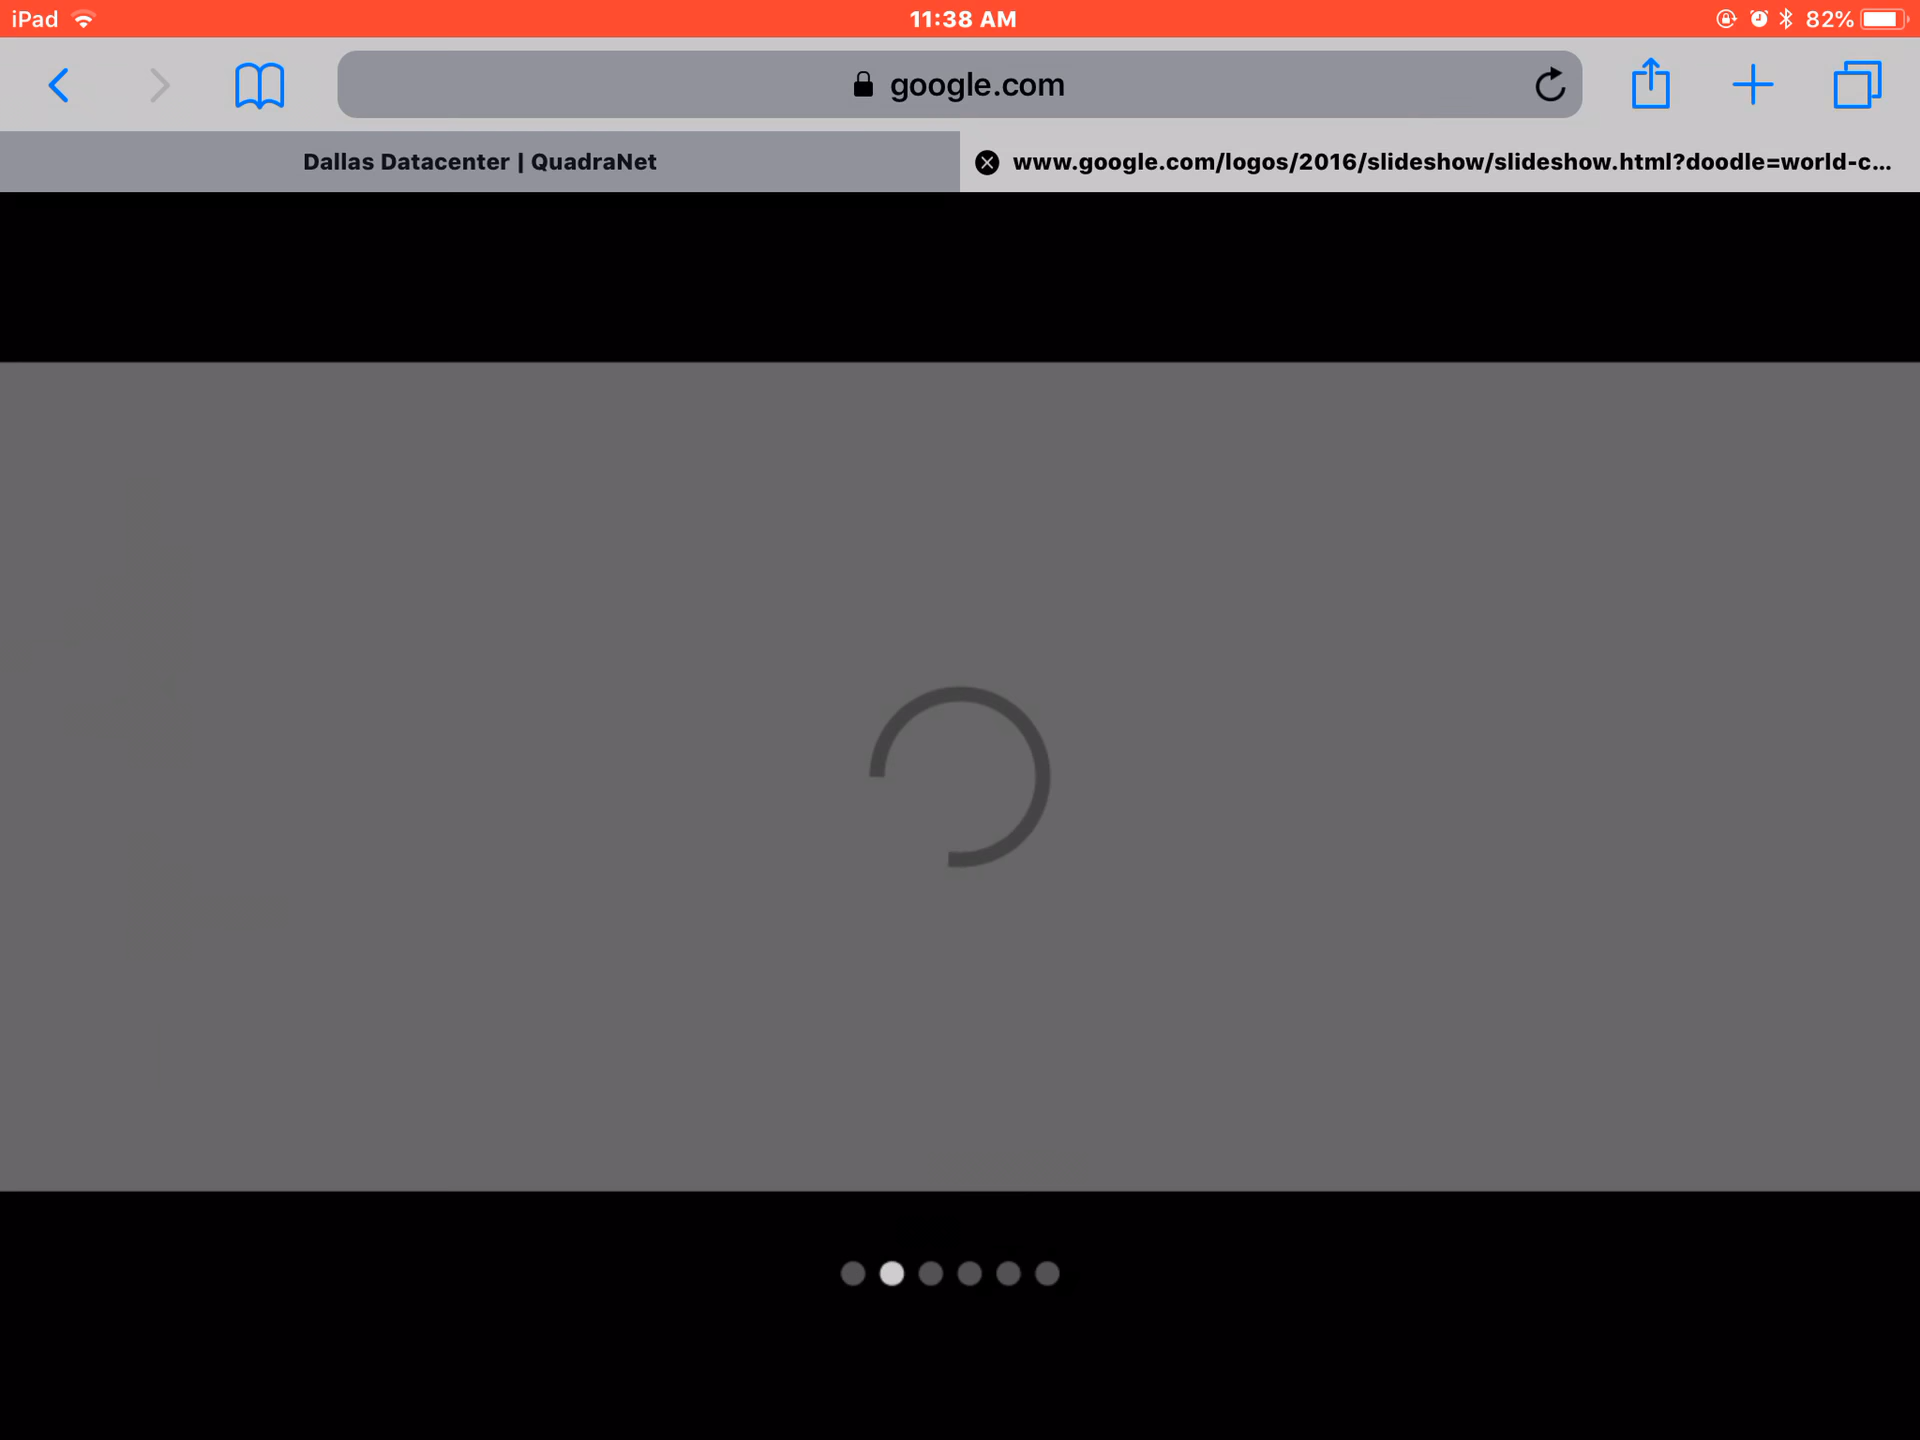 iPad
11:38 AM
82%
google.com
Dallas Datacenter | QuadraNet
www.google.com/logos/2016/slideshow/slideshow.html?doodle=world-c...